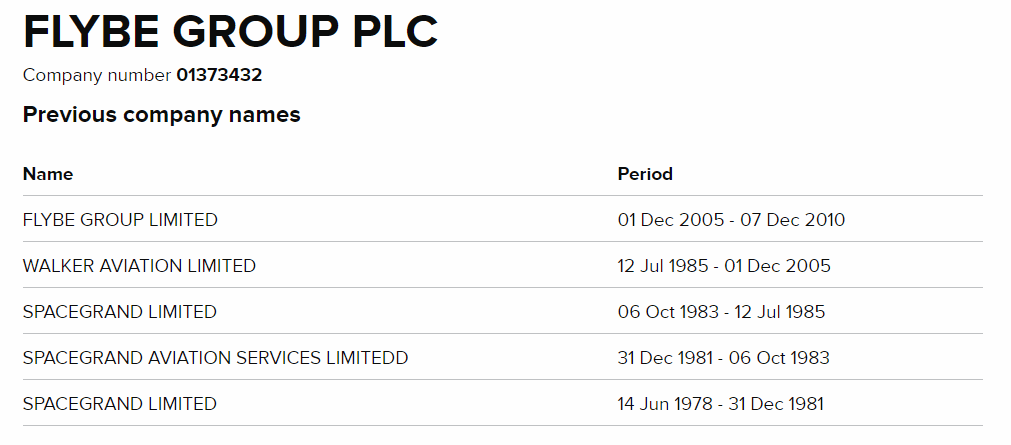 FLYBE GROUP PLC
Company number 01373432
Previous company names
Name Period
FLYBE GROUP LIMITED 01 Dec 2005 - 07 Dec 2010
WALKER AVIATION LIMITED 12 Jul 1985 - 01 Dec 2005
SPACEGRAND LIMITED 06 Oct 1983 - 12 Jul 1985
SPACEGRAND AVIATION SERVICES LIMITEDD 31 Dec 1981 - 06 Oct 1983
SPACEGRAND LIMITED 14 Jun 1978 - 31 Dec 1981